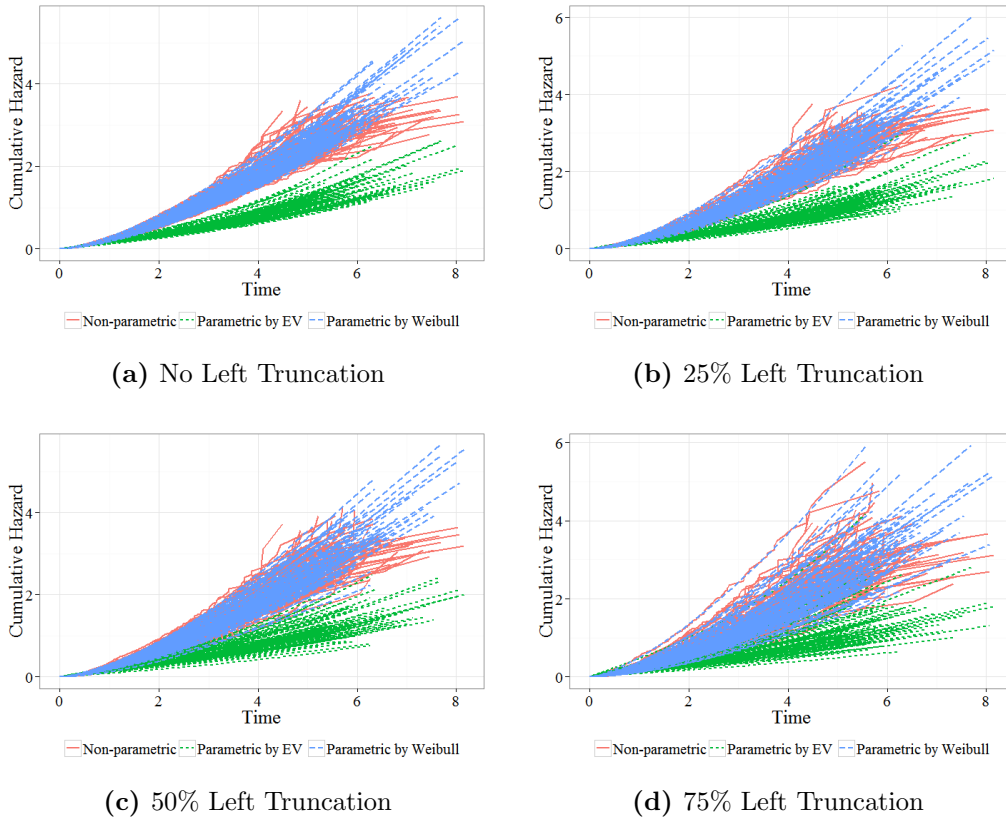 Cumulative Hazard
4
2
0
0 2 4 6 8
Time
Non-parametric Parametric by EV Parametric by Weibull
(a) No Left Truncation
Cumulative Hazard
6
4
2
0
0 2 4 6 8
Time
Non-parametric Parametric by EV Parametric by Weibull
(b) 25% Left Truncation
Cumulative Hazard
4
2
0
0 2 4 6 8
Time
Non-parametric Parametric by EV Parametric by Weibull
(c) 50% Left Truncation
Cumulative Hazard
6
4
2
0
0 2 4 6 8
Time
Non-parametric Parametric by EV Parametric by Weibull
(d) 75% Left Truncation